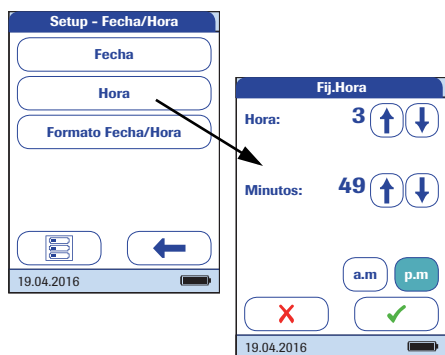 Setup - Fecha/Hora
Fecha
Hora
Formato Fecha/Hora
19.04.2016
Fij.Hora
Hora: 3
Minutos: 49
a.m p.m
19.04.2016